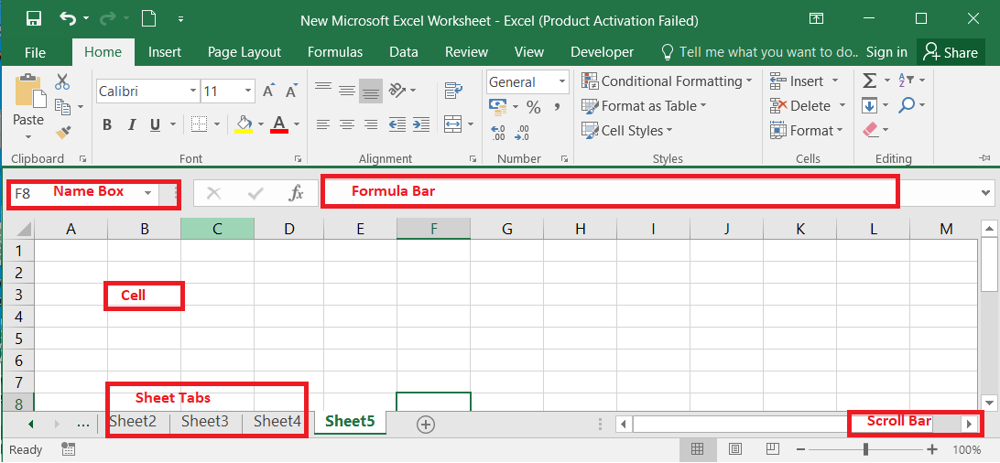 New Microsoft Excel Worksheet - Excel (Product Activation Failed)
File Home Insert Page Layout Formulas Data Review View Developer Tell me what you want to do.. Sign in Share
Paste
Calibri 11
B I U A
General
% ,
Conditional Formatting
Format as Table
Cell Styles
Insert
Delete
Format
Clipboard Font Alignment Number Styles Cells Editing
F8 Name Box fx Formula Bar
A B C D E F G H I J K L M
1
2
3 Cell
4
5
6
7
8 Sheet Tabs
... Sheet2 Sheet3 Sheet4 Sheet5 Scroll Bar
Ready 100%